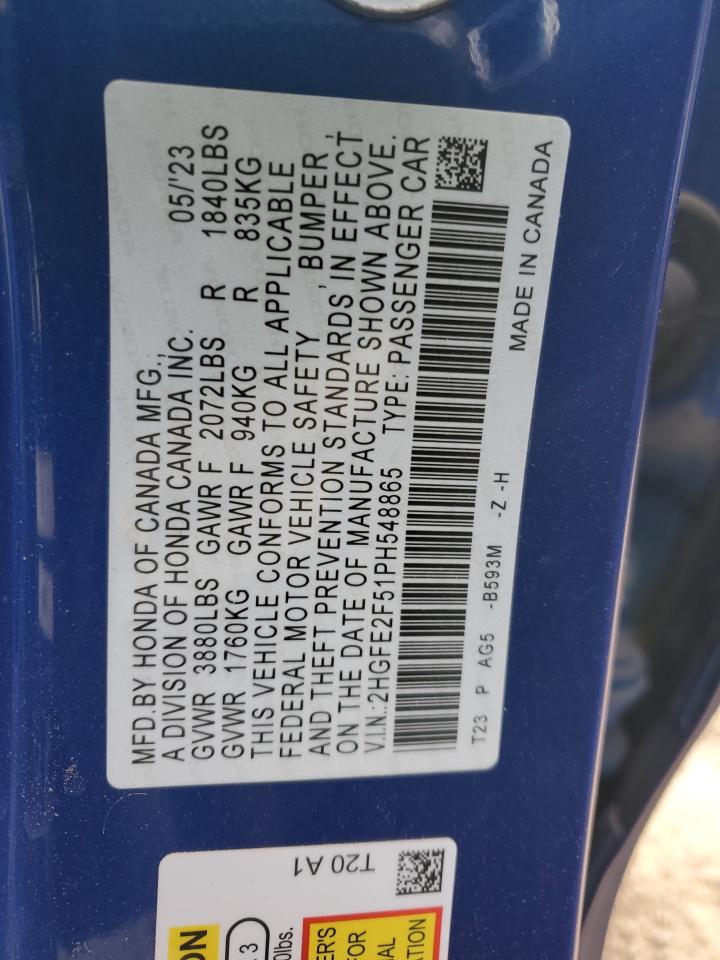 MFD.BY HONDA OF CANADA MFG.,
A DIVISION OF HONDA CANADA INC. 05/'23
GVWR 3880LBS GAWR F 2072LBS R 1840LBS
GVWR 1760KG GAWR F 940KG R 835KG
THIS VEHICLE CONFORMS TO ALL APPLICABLE
FEDERAL MOTOR VEHICLE SAFETY , BUMPER ,
AND THEFT PREVENTION STANDARDS IN EFFECT
ON THE DATE OF MANUFACTURE SHOWN ABOVE.
V.I.N.:2HGFE2F51PH548865 TYPE: PASSENGER CAR
T23 P AG5 -B593M -Z -H MADE IN CANADA
T20 A1